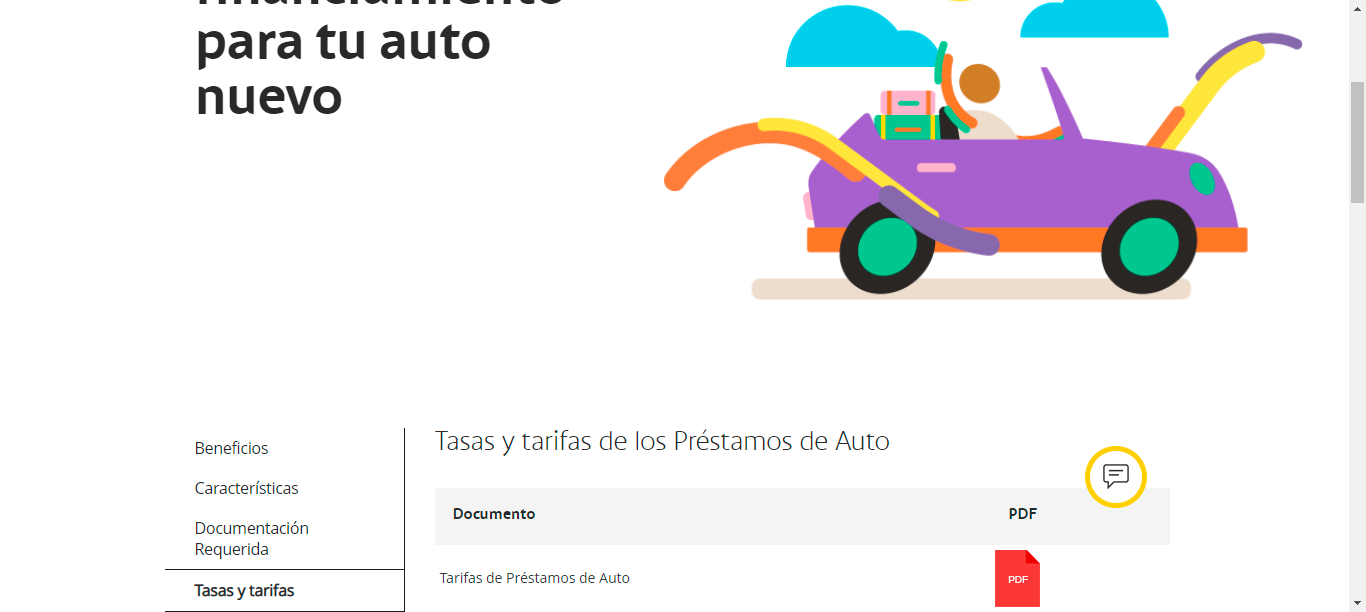 financiamiento
para tu auto
nuevo
Beneficios
Características
Documentación
Requerida
Tasas y tarifas
Tasas y tarifas de los Préstamos de Auto
Documento PDF
Tarifas de Préstamos de Auto PDF